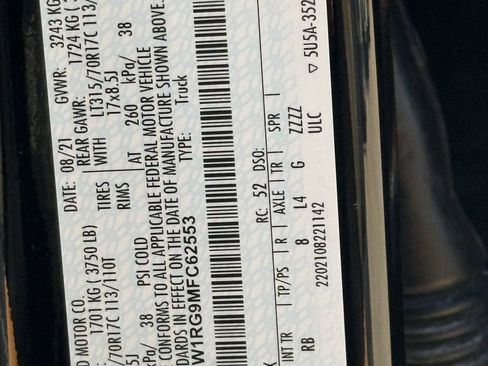 D MOTOR CO. DATE: 08/21 GVWR: 3243 KG
1701 KG ( 3750 LB) REAR GAWR: 1724 KG (
70R17C 113/110T TIRES WITH LT315/70R17C 113/
5J RIMS 17x8.5J
kPa/ 38 PSI COLD AT 260 kPa/ 38
CONFORMS TO ALL APPLICABLE FEDERAL MOTOR VEHICLE
DARDS IN EFFECT ON THE DATE OF MANUFACTURE SHOWN ABOVE.
W1RG9MFC62553 TYPE: Truck
RC: 52 DSO:
INT TR TP/PS R AXLE TR SPR
RB 8 L4 G ZZZZ
ULC
2202108221142
▽ 5U5A-352